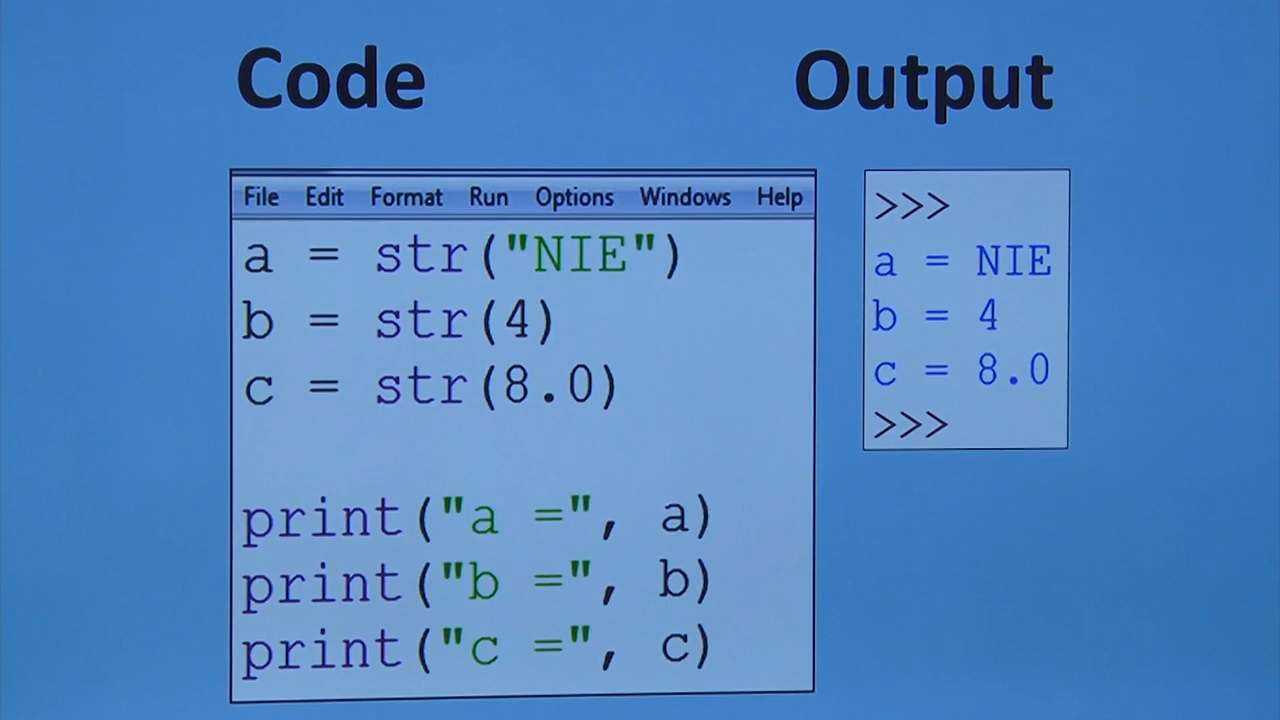 Code
Output
File Edit Format Run Options Windows Help
a = str("NIE")
b = str(4)
c = str(8.0)
print("a =", a)
print("b =", b)
print("c =", c)
>>>
a = NIE
b = 4
c = 8.0
>>>